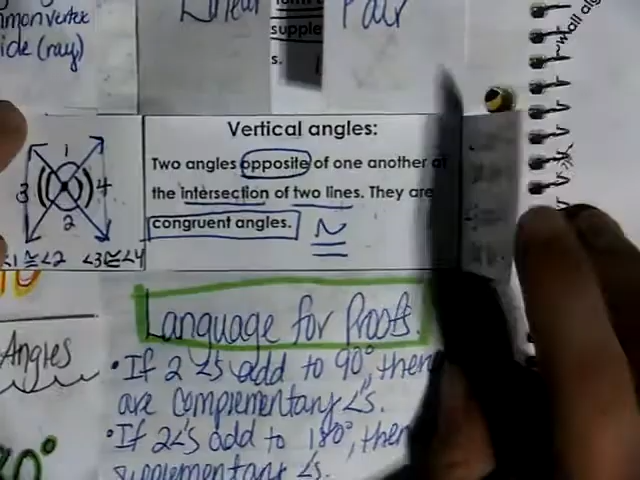 mon vertex
ide (ray)
Linear
supple
s.
Pair
Vertical angles:
Two angles opposite of one another at
the intersection of two lines. They are
congruent angles.
≅
1
3
4
2
∠1≅∠2 ∠3≅∠4
Language for Proofs.
Angles
• If 2 ∠s add to 90°, then
are complementary ∠s.
• If 2∠'s add to 180°, then
supplementary ∠s.
0°